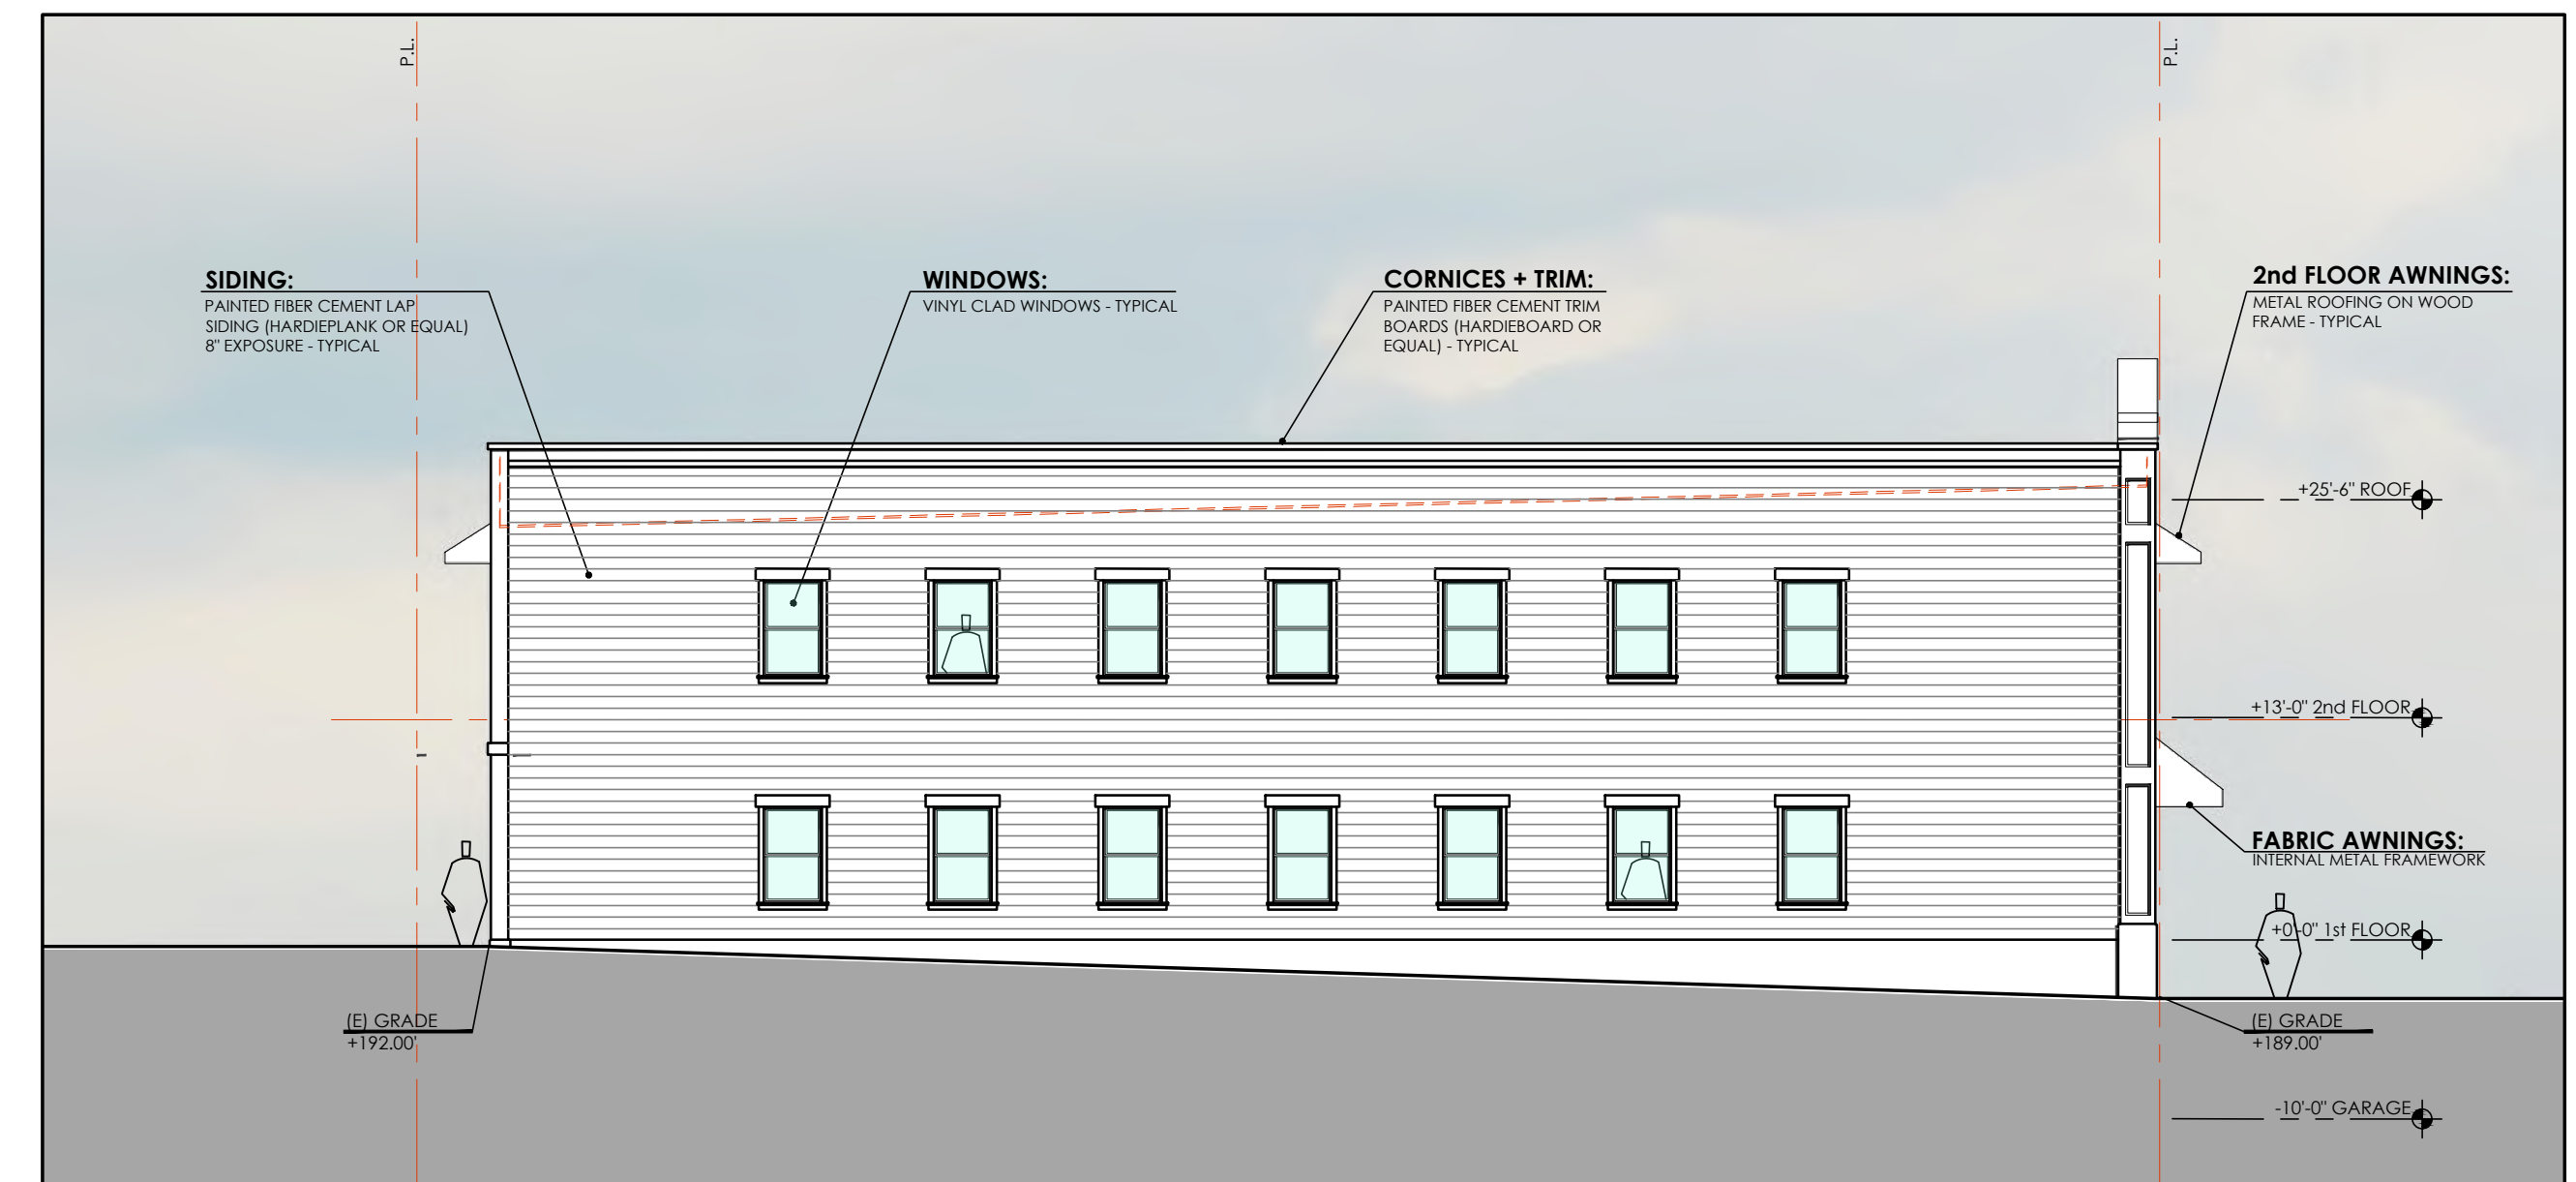 P.L.
P.L.
SIDING:
PAINTED FIBER CEMENT LAP
SIDING (HARDIEPLANK OR EQUAL)
8" EXPOSURE - TYPICAL
WINDOWS:
VINYL CLAD WINDOWS - TYPICAL
CORNICES + TRIM:
PAINTED FIBER CEMENT TRIM
BOARDS (HARDIEBOARD OR
EQUAL) - TYPICAL
2nd FLOOR AWNINGS:
METAL ROOFING ON WOOD
FRAME - TYPICAL
+25'-6" ROOF
+13'-0" 2nd FLOOR
FABRIC AWNINGS:
INTERNAL METAL FRAMEWORK
+0'-0" 1st FLOOR
(E) GRADE
+192.00'
(E) GRADE
+189.00'
-10'-0" GARAGE